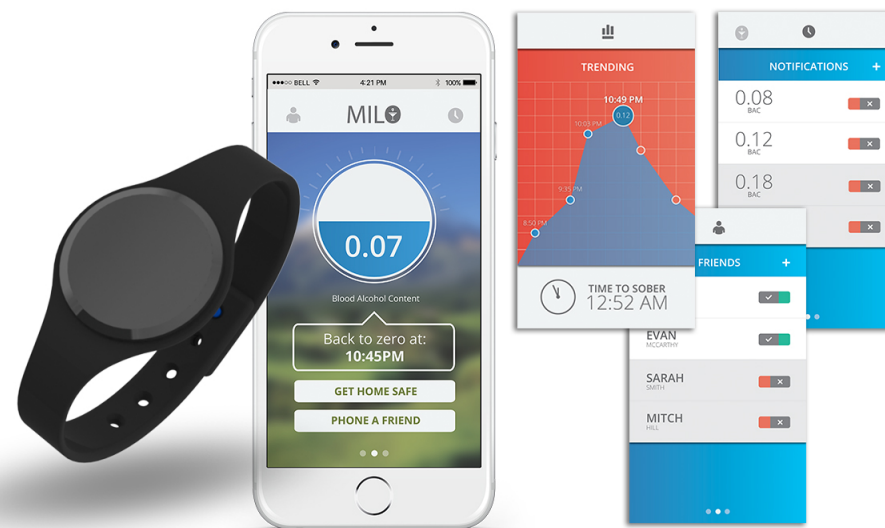 ●●●○○ BELL
4:21 PM
100%
MILO
0.07
Blood Alcohol Content
Back to zero at:
10:45PM
GET HOME SAFE
PHONE A FRIEND
TRENDING
10:49 PM
0.12
10:03 PM
9:35 PM
8:50 PM
TIME TO SOBER
12:52 AM
NOTIFICATIONS +
0.08
BAC
0.12
BAC
0.18
BAC
FRIENDS +
EVAN
MCCARTHY
SARAH
SMITH
MITCH
HILL